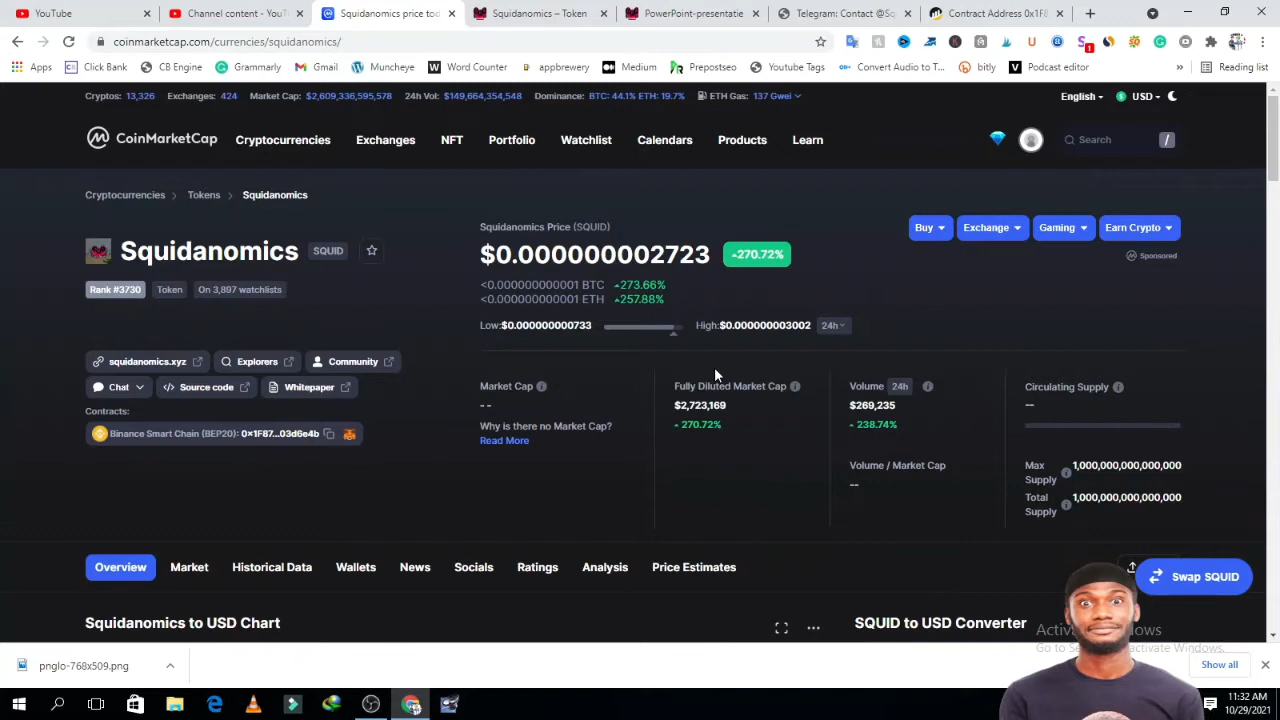 YouTube
Channel content - YouT
Squidanomics price tod
Squidanomics – Token
PowerPoint-presentatie
Telegram: Contact @Sq
Contract Address 0x1F8
coinmarketcap.com/currencies/squidanomics/
Apps
Click Bank
CB Engine
Grammarly
Gmail
Muncheye
Word Counter
appbrewery
Medium
Prepostseo
Youtube Tags
Convert Audio to T...
bitly
Podcast editor
»
Reading list
Cryptos: 13,326 Exchanges: 424 Market Cap: $2,609,336,595,578 24h Vol: $149,664,354,548 Dominance: BTC: 44.1% ETH: 19.7% ETH Gas: 137 Gwei
English USD
CoinMarketCap
Cryptocurrencies Exchanges NFT Portfolio Watchlist Calendars Products Learn
Search /
Cryptocurrencies > Tokens > Squidanomics
Squidanomics SQUID
Rank #3730 Token On 3,897 watchlists
squidanomics.xyz Explorers Community
Chat Source code Whitepaper
Contracts:
Binance Smart Chain (BEP20): 0x1F87...03d6e4b
Squidanomics Price (SQUID)
$0.000000002723 270.72%
<0.000000000001 BTC 273.66%
<0.000000000001 ETH 257.88%
Low:$0.000000000733 High:$0.000000003002 24h
Buy Exchange Gaming Earn Crypto
Sponsored
Market Cap
- -
Why is there no Market Cap?
Read More
Fully Diluted Market Cap
$2,723,169
270.72%
Volume 24h
$269,235
238.74%
Volume / Market Cap
--
Circulating Supply
--
Max Supply 1,000,000,000,000,000
Total Supply 1,000,000,000,000,000
Overview Market Historical Data Wallets News Socials Ratings Analysis Price Estimates
Swap SQUID
Squidanomics to USD Chart
SQUID to USD Converter
pnglo-768x509.png
Show all
11:32 AM
10/29/2021